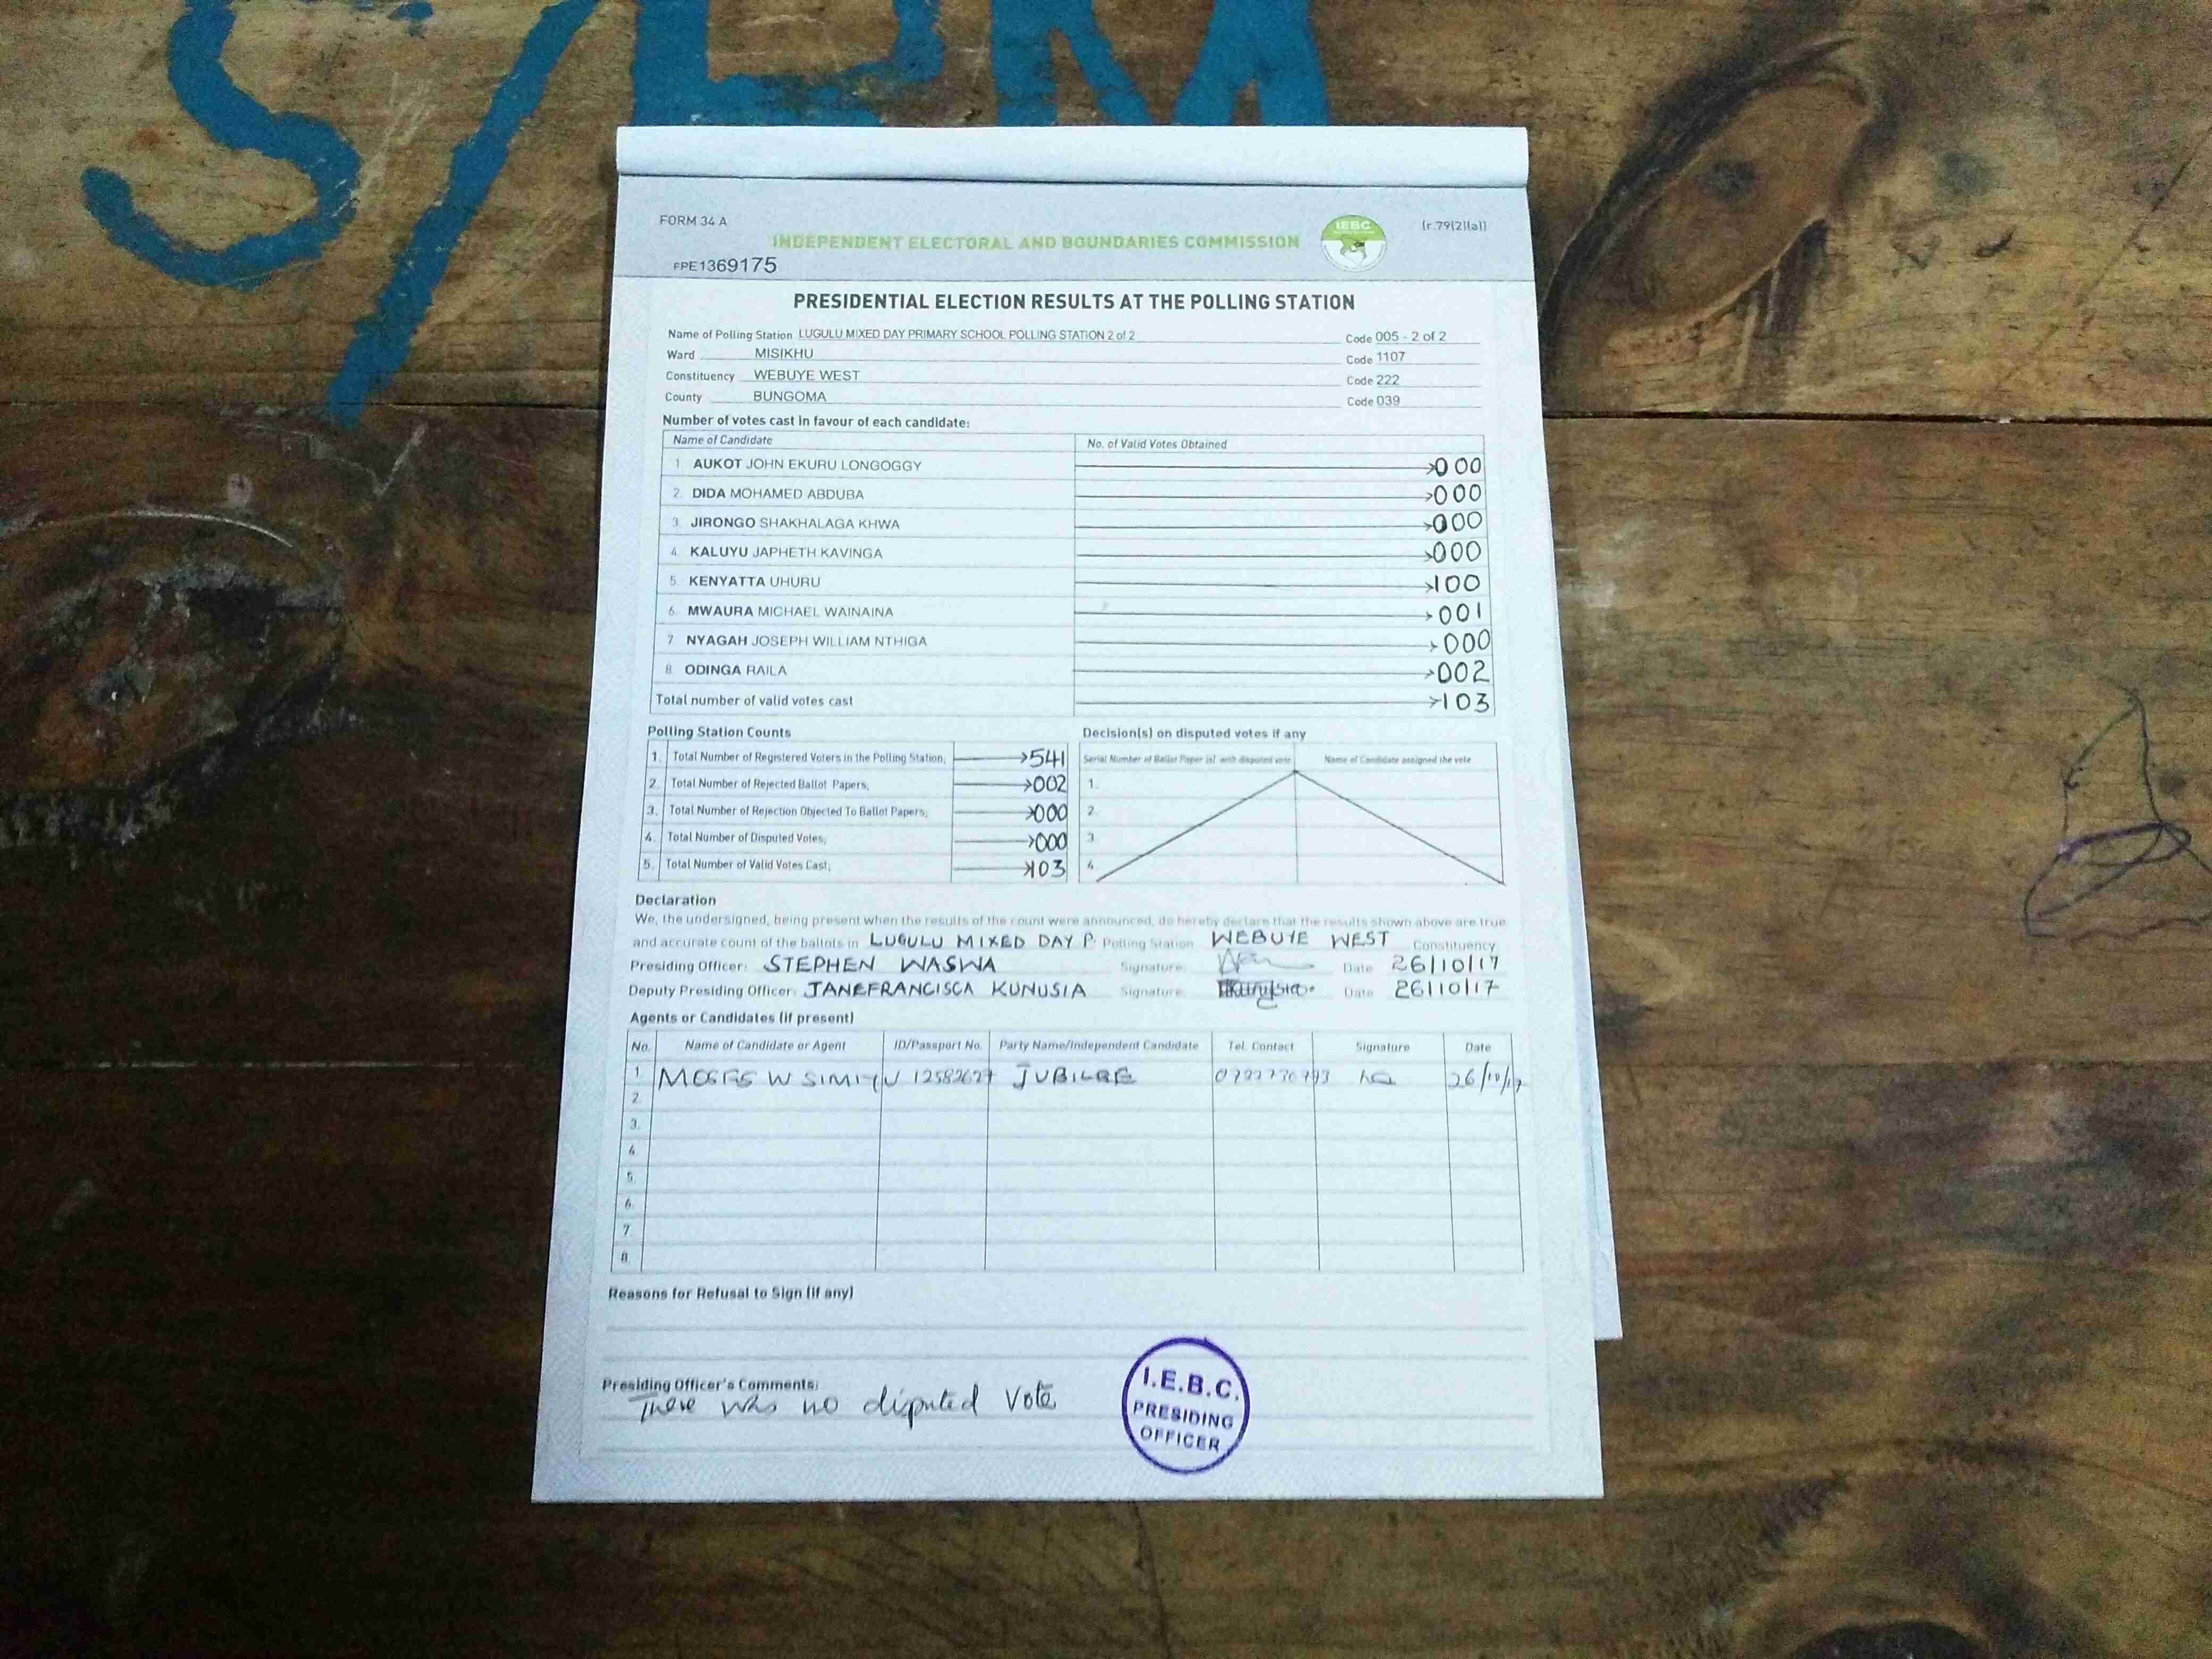 S/RM
FORM 34 A
[r.79(2)(a)]
INDEPENDENT ELECTORAL AND BOUNDARIES COMMISSION
IEBC
FPE1369175
PRESIDENTIAL ELECTION RESULTS AT THE POLLING STATION
Name of Polling Station LUGULU MIXED DAY PRIMARY SCHOOL POLLING STATION 2 of 2 Code 005 - 2 of 2
Ward MISIKHU Code 1107
Constituency WEBUYE WEST Code 222
County BUNGOMA Code 039
Number of votes cast in favour of each candidate:
Name of Candidate No. of Valid Votes Obtained
1 AUKOT JOHN EKURU LONGOGGY 000
2. DIDA MOHAMED ABDUBA 000
3. JIRONGO SHAKHALAGA KHWA 000
4. KALUYU JAPHETH KAVINGA 000
5. KENYATTA UHURU 100
6. MWAURA MICHAEL WAINAINA 001
7 NYAGAH JOSEPH WILLIAM NTHIGA 000
8. ODINGA RAILA 002
Total number of valid votes cast 103
Polling Station Counts
1. Total Number of Registered Voters in the Polling Station; 541
2. Total Number of Rejected Ballot Papers; 002
3. Total Number of Rejection Objected To Ballot Papers; 000
4. Total Number of Disputed Votes; 000
5. Total Number of Valid Votes Cast; 103
Decision(s) on disputed votes if any
Serial Number of Ballot Paper (s) with disputed vote Name of Candidate assigned the vote
1.
2.
3.
4.
Declaration
We, the undersigned, being present when the results of the count were announced, do hereby declare that the results shown above are true
and accurate count of the ballots in LUGULU MIXED DAY P. Polling Station WEBUYE WEST Constituency
Presiding Officer: STEPHEN WASWA Signature: Date 26/10/17
Deputy Presiding Officer: JANEFRANCISCA KUNUSIA Signature: Date 26/10/17
Agents or Candidates (if present)
No. Name of Candidate or Agent ID/Passport No. Party Name/Independent Candidate Tel. Contact Signature Date
1 MOSES W SIMIYU JUBILEE 26/10/17
2.
3.
4
5.
6.
7
8.
Reasons for Refusal to Sign (if any)
Presiding Officer's Comments:
There was no disputed Vote
I.E.B.C.
PRESIDING
OFFICER